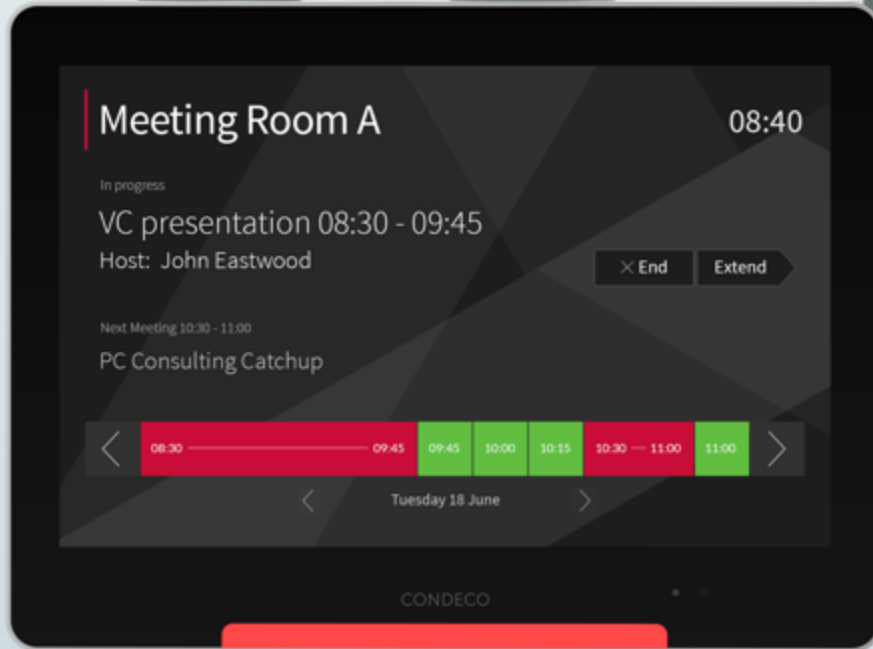 Meeting Room A
08:40
In progress
VC presentation 08:30 - 09:45
Host: John Eastwood
End
Extend
Next Meeting 10:30 - 11:00
PC Consulting Catchup
08:30 09:45 09:45 10:00 10:15 10:30 — 11:00 11:00
Tuesday 18 June
CONDECO